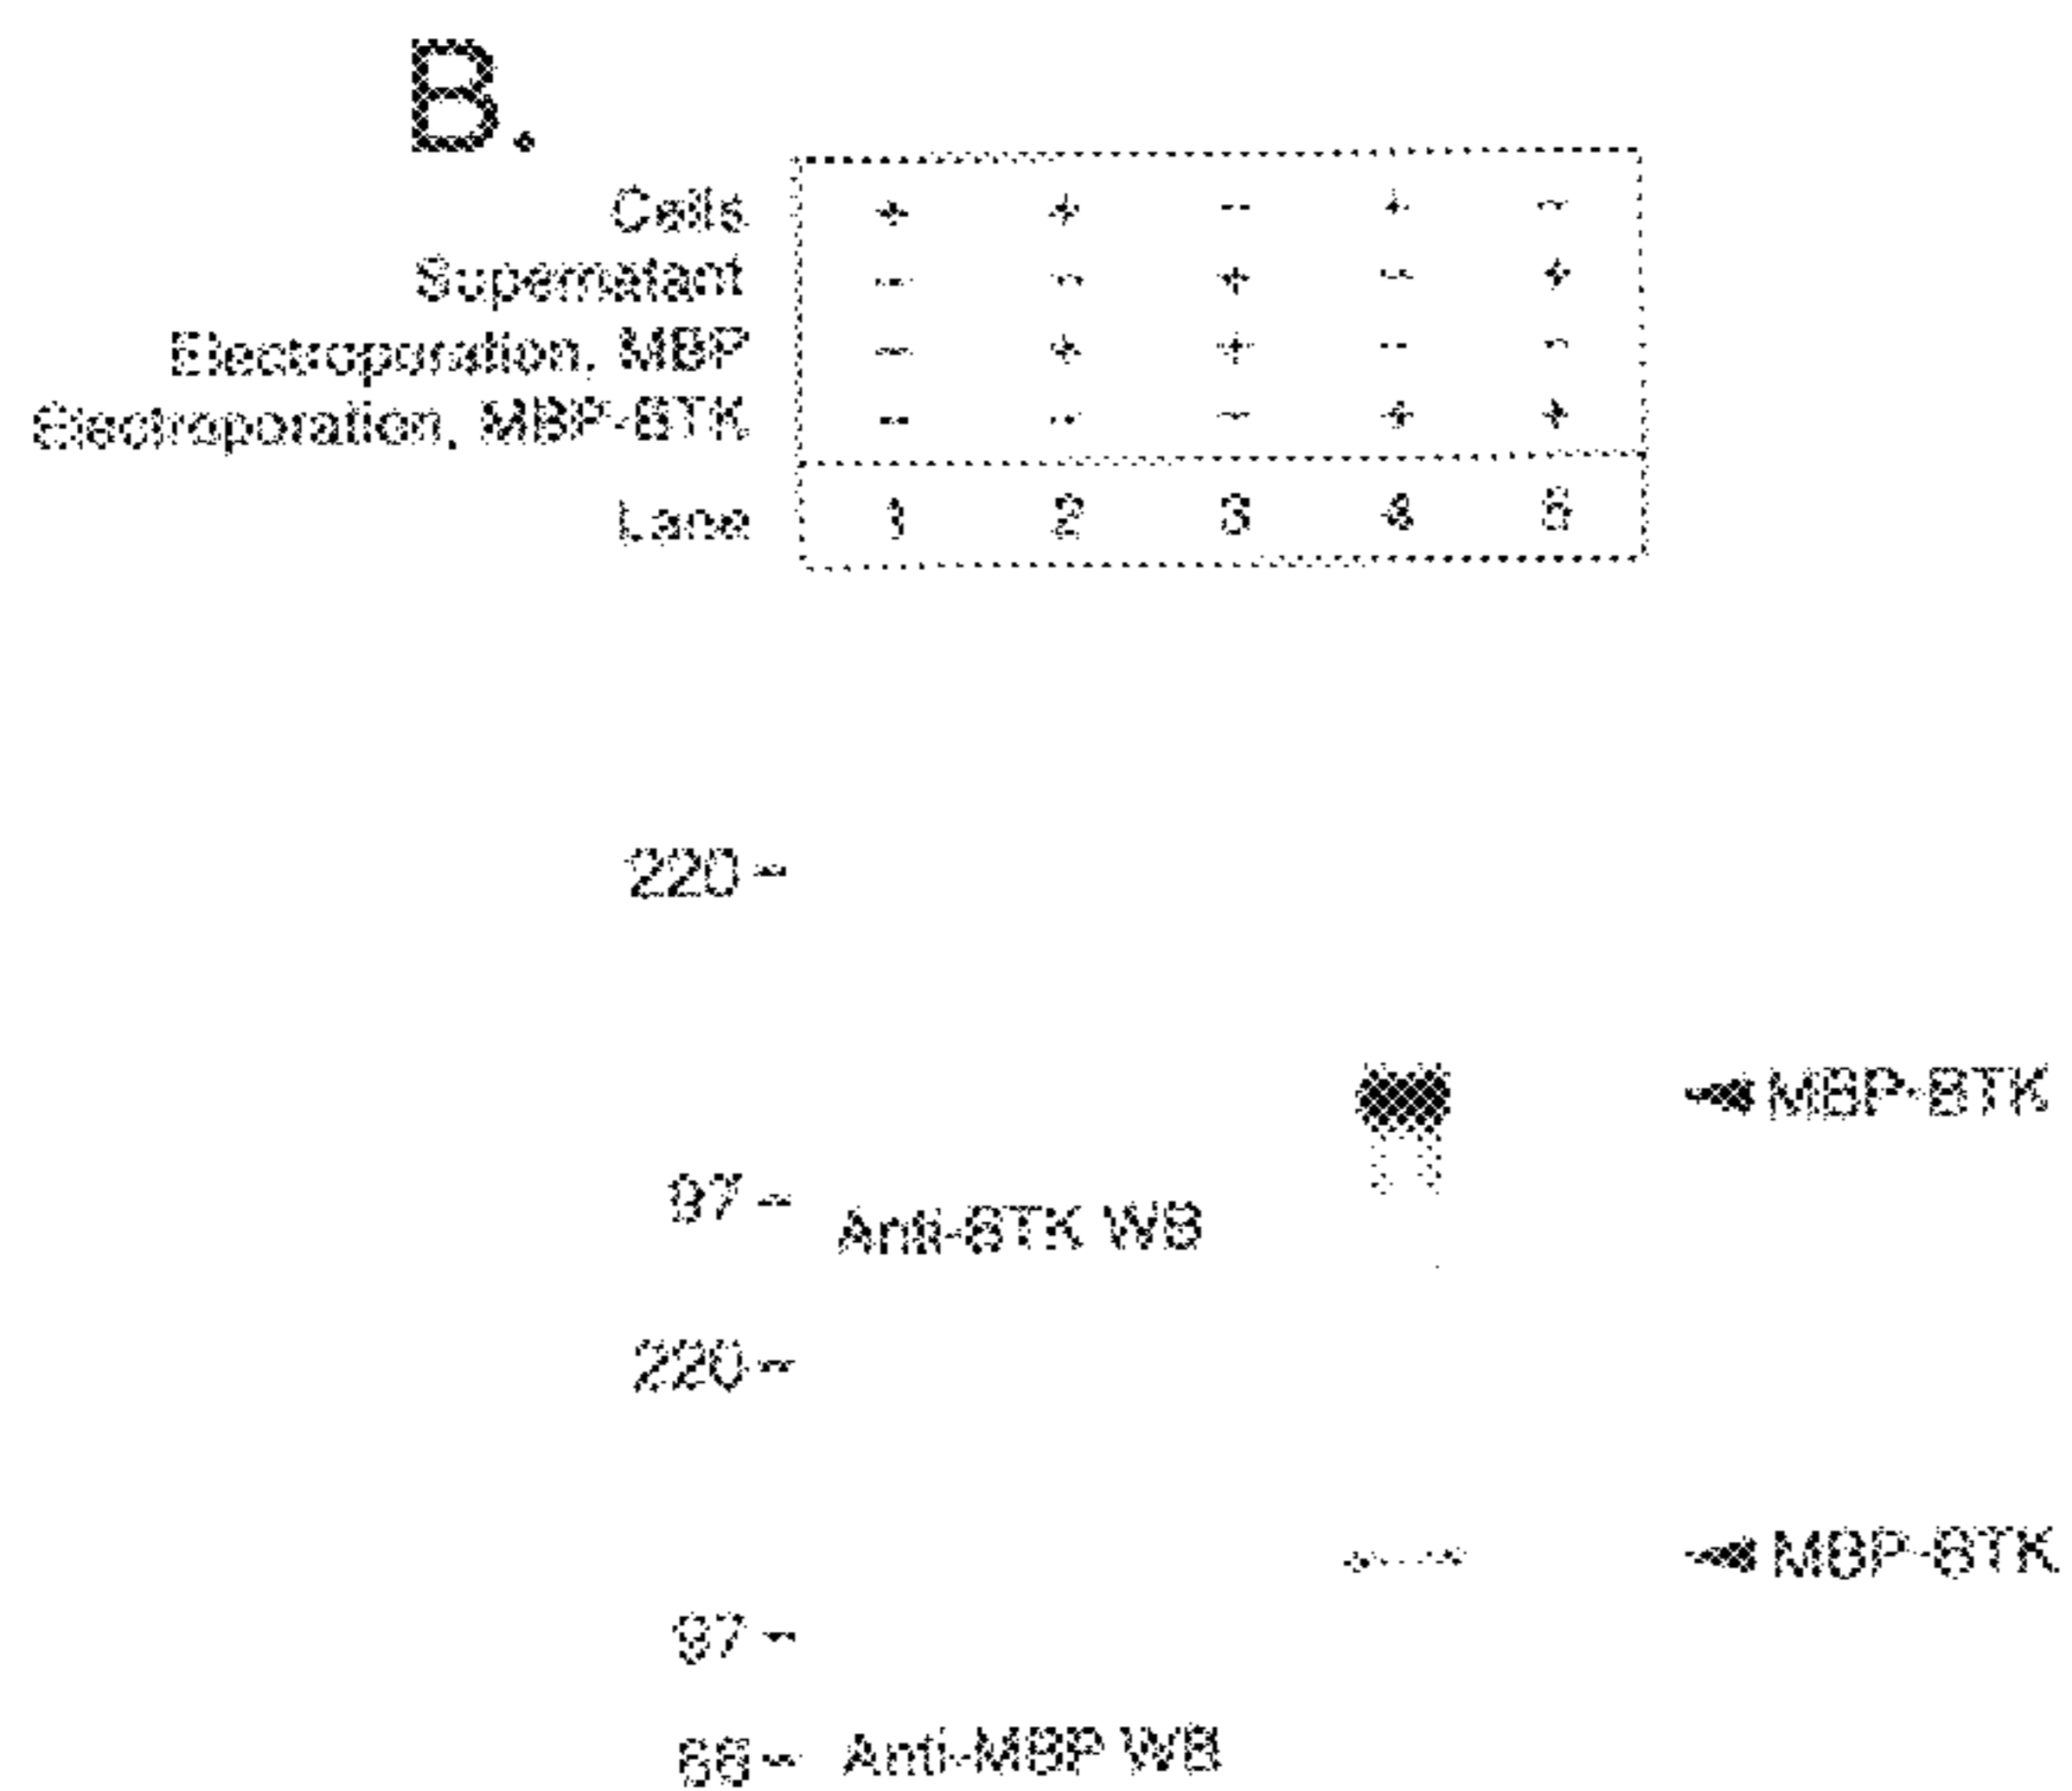 B.
Cells + + - + -
Supernatant - - + - +
Electroporation, MBP - + + - -
Electroporation, MBP-BTK - - - + +
Lane 1 2 3 4 5
220 -
MBP-BTK
97 -
Anti-BTK WB
220 -
MBP-BTK
97 -
66 - Anti-MBP WB